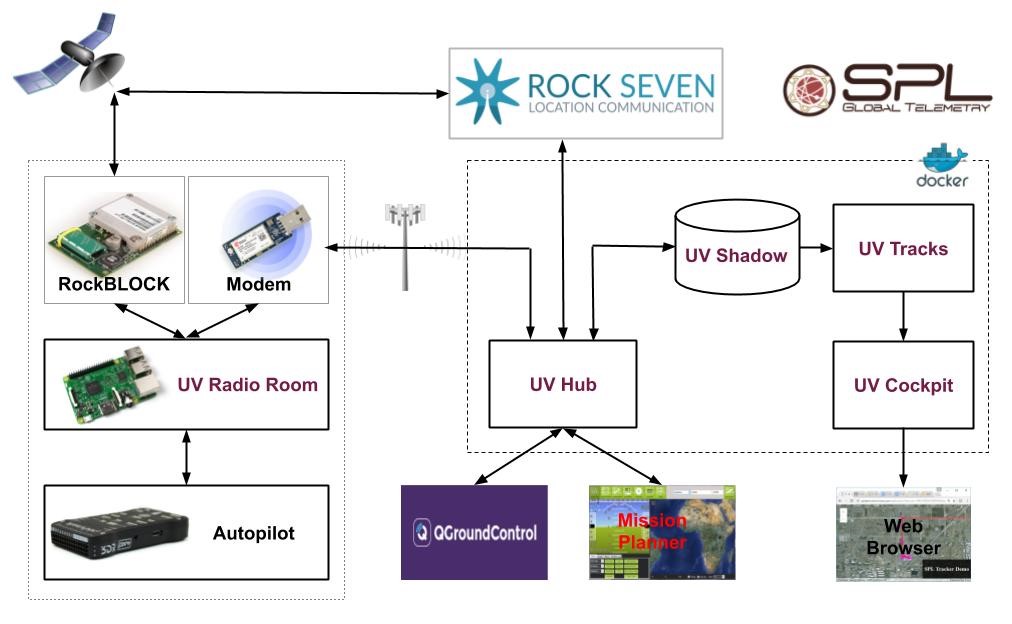 ROCK SEVEN
LOCATION COMMUNICATION
SPL
GLOBAL TELEMETRY
docker
RockBLOCK
Modem
UV Shadow
UV Tracks
UV Radio Room
UV Hub
UV Cockpit
Autopilot
QGroundControl
Mission
Planner
Web
Browser
SPL Tracker Demo